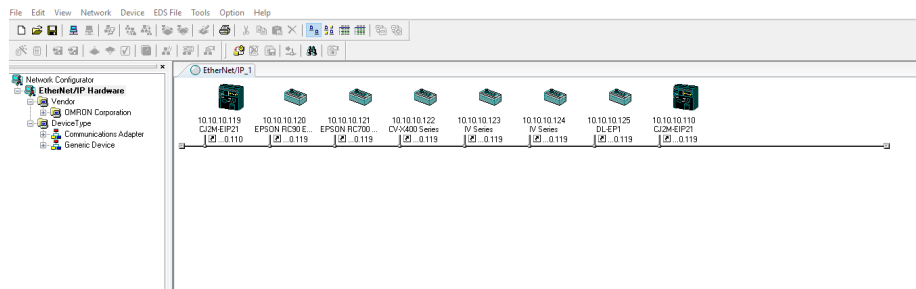 File Edit View Network Device EDS File Tools Option Help
EtherNet/IP_1
Network Configurator
EtherNet/IP Hardware
Vendor
OMRON Corporation
DeviceType
Communications Adapter
Generic Device
10.10.10.119 10.10.10.120 10.10.10.121 10.10.10.122 10.10.10.123 10.10.10.124 10.10.10.125 10.10.10.110
CJ2M-EIP21 EPSON RC90 E... EPSON RC700 ... CV-X400 Series IV Series IV Series DL-EP1 CJ2M-EIP21
...0.110 ...0.119 ...0.119 ...0.119 ...0.119 ...0.119 ...0.119 ...0.119